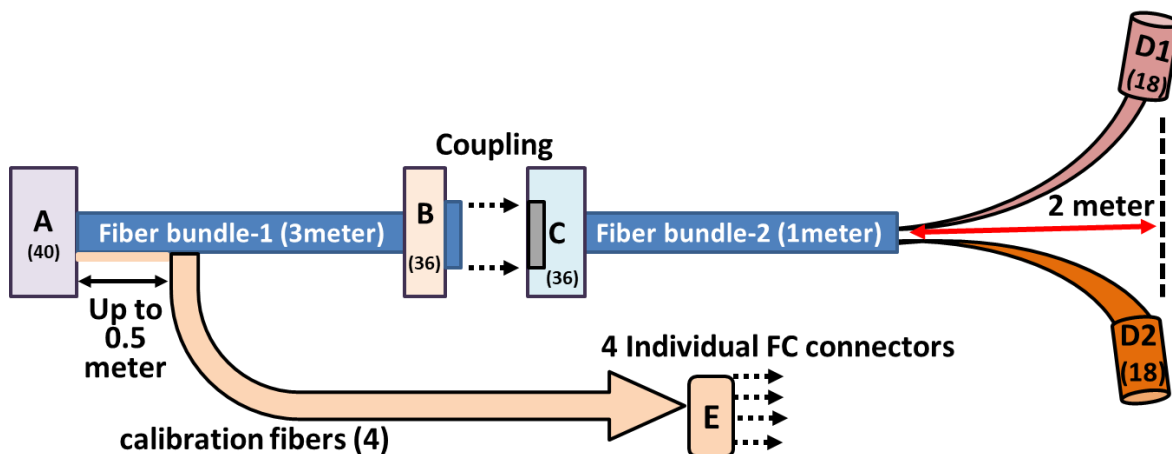 D1
(18)
Coupling
A
(40)
Fiber bundle-1 (3meter)
B
(36)
C
(36)
Fiber bundle-2 (1meter)
2 meter
Up to
0.5
meter
D2
(18)
4 Individual FC connectors
E
calibration fibers (4)